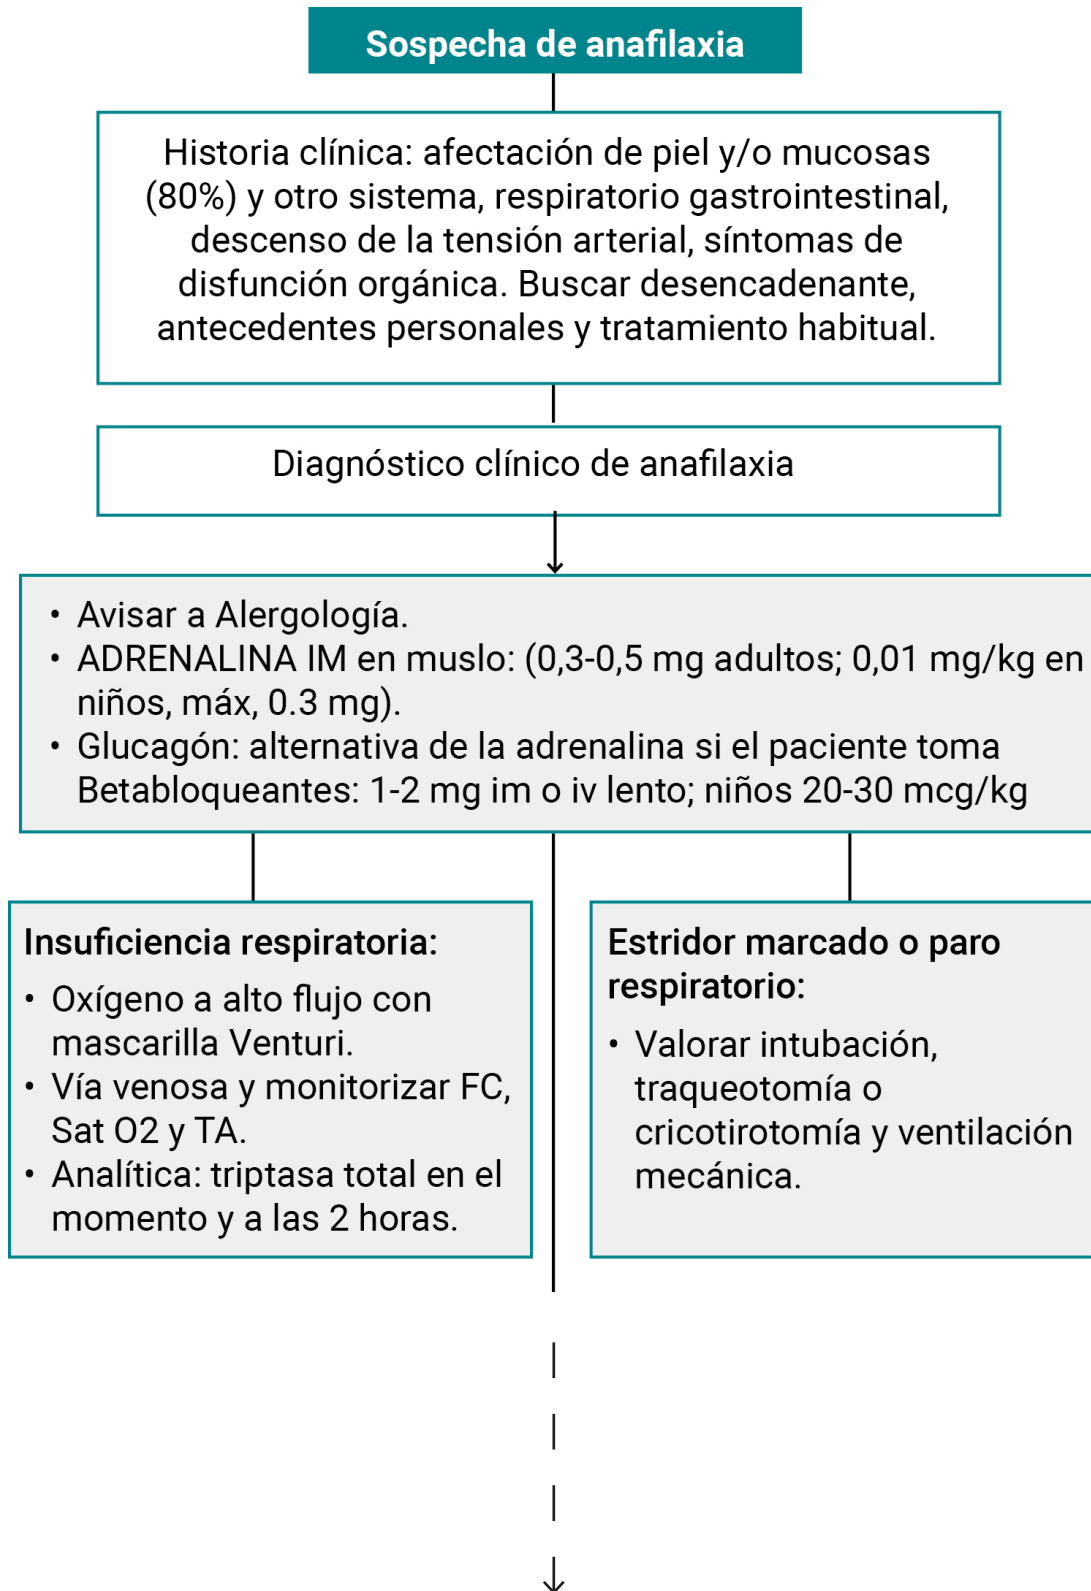 Sospecha de anafilaxia
Historia clínica: afectación de piel y/o mucosas
(80%) y otro sistema, respiratorio gastrointestinal,
descenso de la tensión arterial, síntomas de
disfunción orgánica. Buscar desencadenante,
antecedentes personales y tratamiento habitual.
Diagnóstico clínico de anafilaxia
• Avisar a Alergología.
• ADRENALINA IM en muslo: (0,3-0,5 mg adultos; 0,01 mg/kg en
niños, máx, 0.3 mg).
• Glucagón: alternativa de la adrenalina si el paciente toma
Betabloqueantes: 1-2 mg im o iv lento; niños 20-30 mcg/kg
Insuficiencia respiratoria:
• Oxígeno a alto flujo con
mascarilla Venturi.
• Vía venosa y monitorizar FC,
Sat O2 y TA.
• Analítica: triptasa total en el
momento y a las 2 horas.
Estridor marcado o paro
respiratorio:
• Valorar intubación,
traqueotomía o
cricotirotomía y ventilación
mecánica.